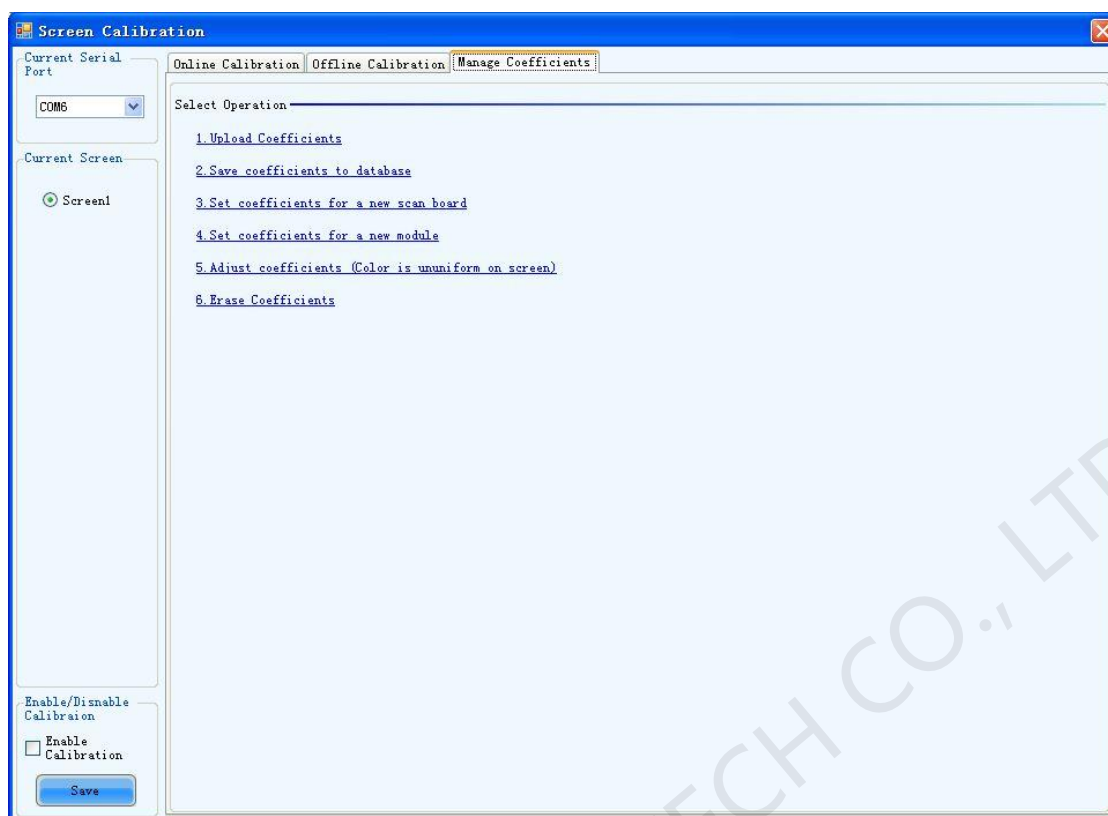 Screen Calibration
Current Serial
Port
COM6
Current Screen
Screen1
Enable/Disnable
Calibraion
Enable
Calibration
Save
Online Calibration
Offline Calibration
Manage Coefficients
Select Operation
1.Upload Coefficients
2.Save coefficients to database
3.Set coefficients for a new scan board
4.Set coefficients for a new module
5.Adjust coefficients (Color is ununiform on screen)
6.Erase Coefficients
CO., LT